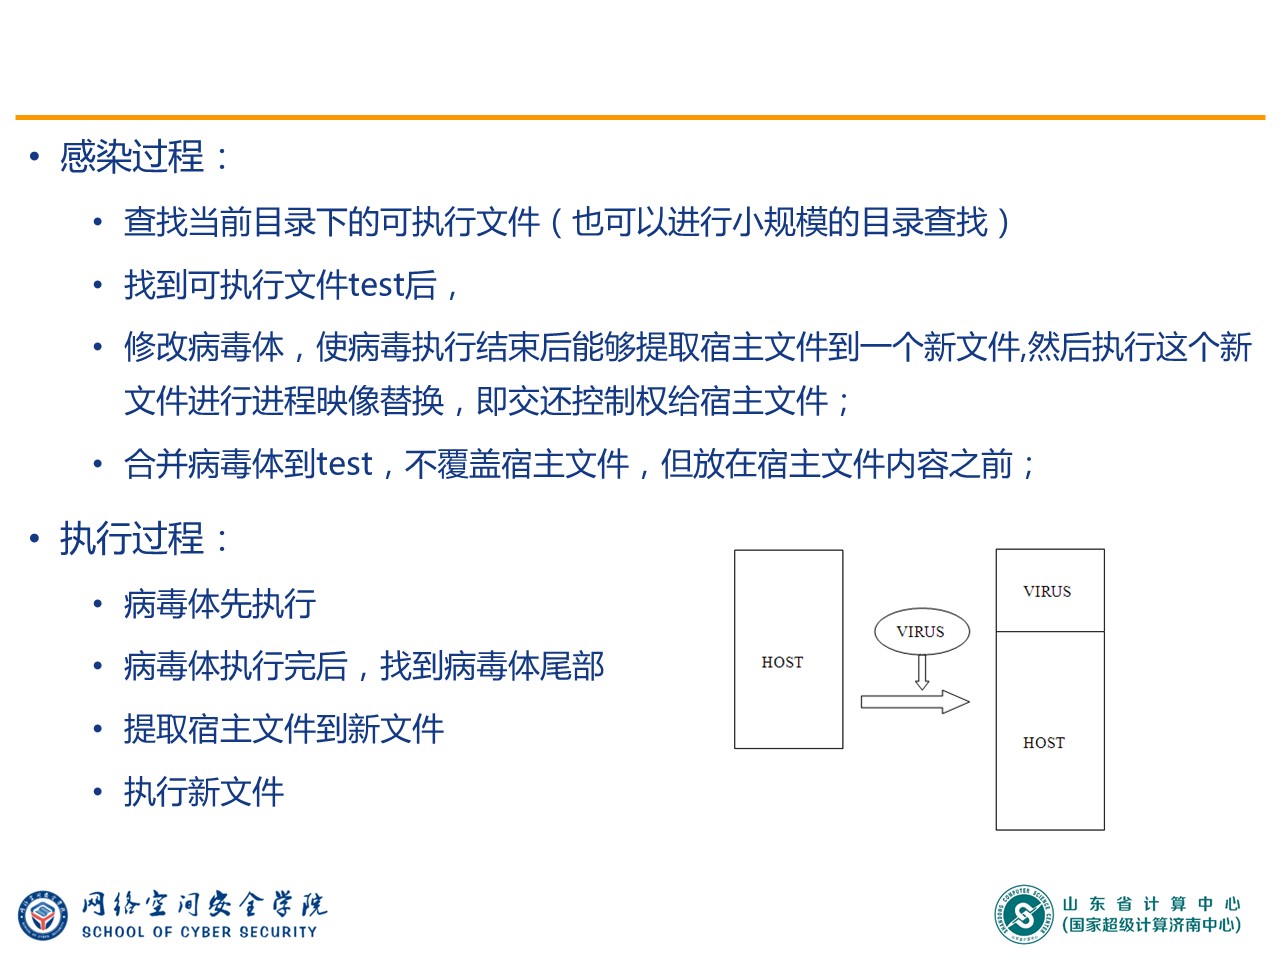 • 感染过程：
• 查找当前目录下的可执行文件（也可以进行小规模的目录查找）
• 找到可执行文件test后，
• 修改病毒体，使病毒执行结束后能够提取宿主文件到一个新文件,然后执行这个新
文件进行进程映像替换，即交还控制权给宿主文件；
• 合并病毒体到test，不覆盖宿主文件，但放在宿主文件内容之前；
• 执行过程：
• 病毒体先执行
• 病毒体执行完后，找到病毒体尾部
• 提取宿主文件到新文件
• 执行新文件
HOST
VIRUS
VIRUS
HOST
网络空间安全学院
SCHOOL OF CYBER SECURITY
SHANDONG COMPUTER SCIENCE CENTER
山东省计算中心
(国家超级计算济南中心)